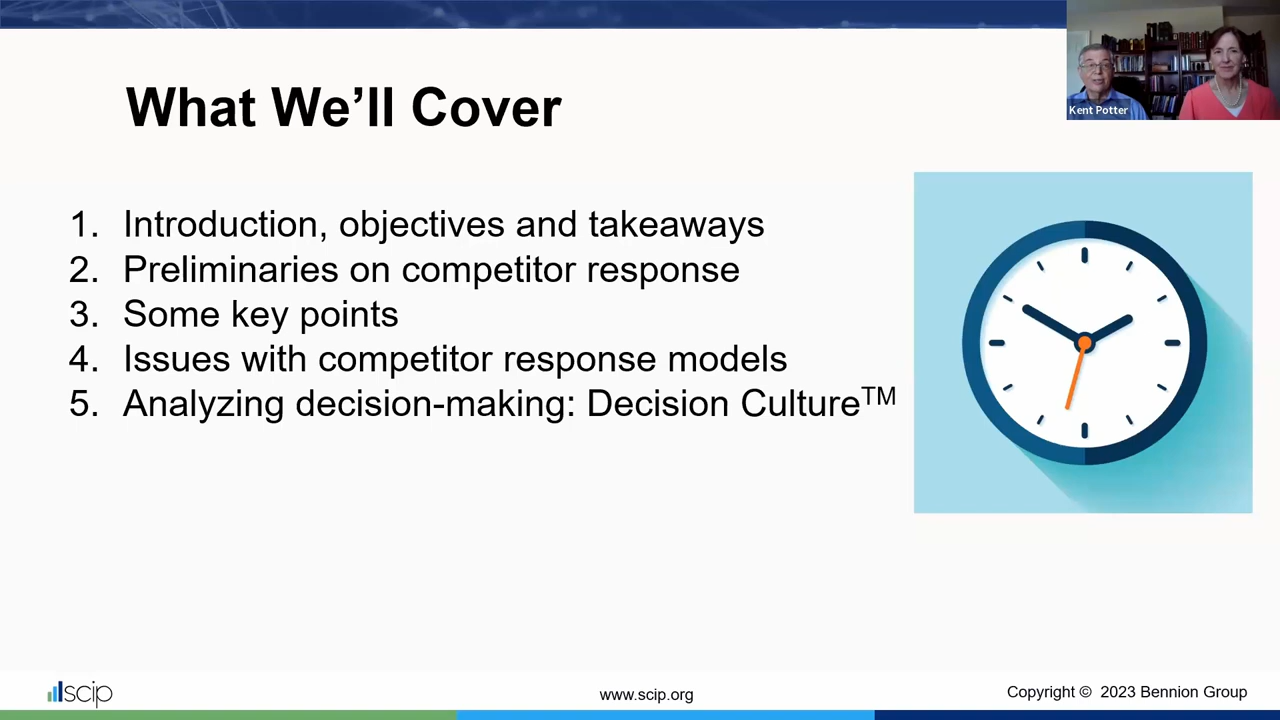 What We'll Cover
Kent Potter
1. Introduction, objectives and takeaways
2. Preliminaries on competitor response
3. Some key points
4. Issues with competitor response models
5. Analyzing decision-making: Decision Culture™
scip
www.scip.org
Copyright © 2023 Bennion Group